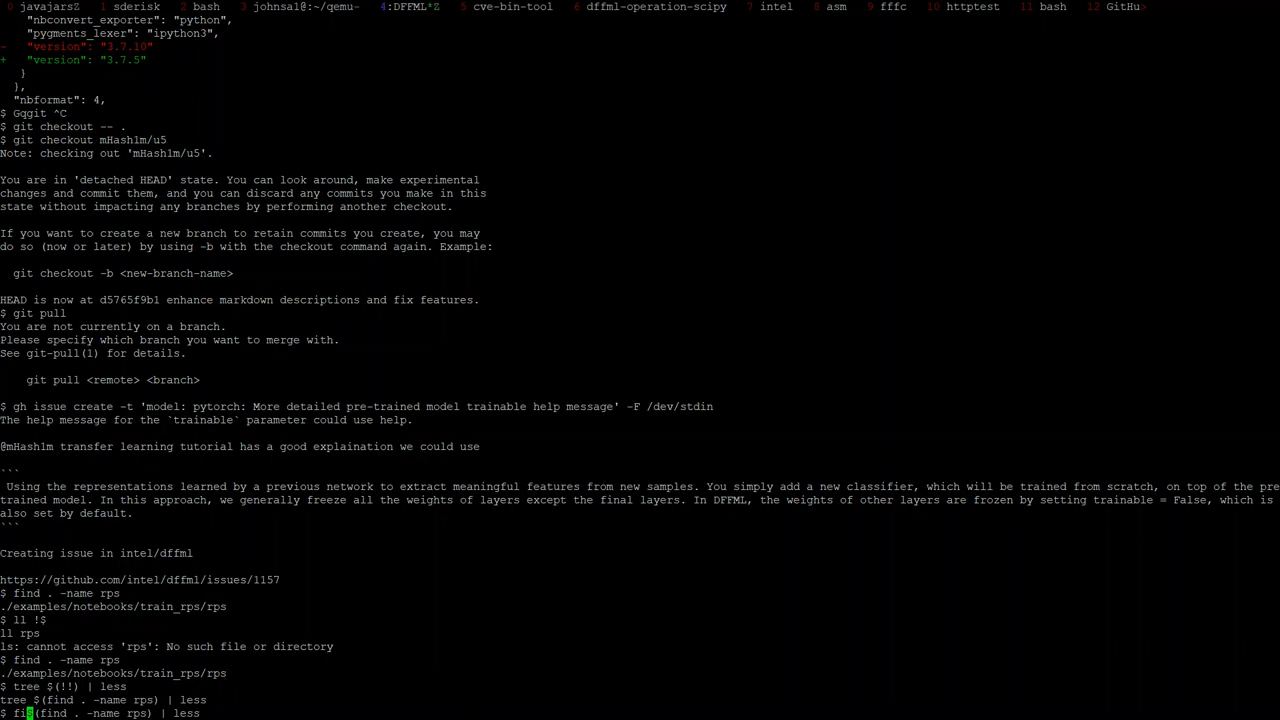 0 javajarsZ  1 sderisk  2 bash  3 johnsal@:~/qemu-  4:DFFML*Z  5 cve-bin-tool  6 dffml-operation-scipy  7 intel  8 asm  9 fffc  10 httptest  11 bash  12 GitHu>
   "nbconvert_exporter": "python",
    "pygments_lexer": "ipython3",
-   "version": "3.7.10"
+   "version": "3.7.5"
   }
  },
  "nbformat": 4,
$ Gqgit ^C
$ git checkout -- .
$ git checkout mHash1m/u5
Note: checking out 'mHash1m/u5'.

You are in 'detached HEAD' state. You can look around, make experimental
changes and commit them, and you can discard any commits you make in this
state without impacting any branches by performing another checkout.

If you want to create a new branch to retain commits you create, you may
do so (now or later) by using -b with the checkout command again. Example:

  git checkout -b <new-branch-name>

HEAD is now at d5765f9b1 enhance markdown descriptions and fix features.
$ git pull
You are not currently on a branch.
Please specify which branch you want to merge with.
See git-pull(1) for details.

    git pull <remote> <branch>

$ gh issue create -t 'model: pytorch: More detailed pre-trained model trainable help message' -F /dev/stdin
The help message for the `trainable` parameter could use help.

@mHash1m transfer learning tutorial has a good explaination we could use

```
 Using the representations learned by a previous network to extract meaningful features from new samples. You simply add a new classifier, which will be trained from scratch, on top of the pre
trained model. In this approach, we generally freeze all the weights of layers except the final layers. In DFFML, the weights of other layers are frozen by setting trainable = False, which is
also set by default.
```

Creating issue in intel/dffml

https://github.com/intel/dffml/issues/1157
$ find . -name rps
./examples/notebooks/train_rps/rps
$ ll !$
ll rps
ls: cannot access 'rps': No such file or directory
$ find . -name rps
./examples/notebooks/train_rps/rps
$ tree $(!!) | less
tree $(find . -name rps) | less
$ fi$(find . -name rps) | less